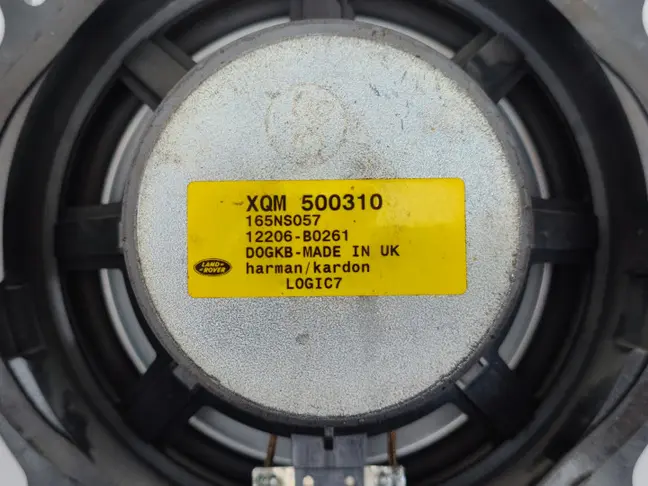 XQM 500310
165NS057
12206-B0261
DOGKB-MADE IN UK
LAND-
ROVER
harman/kardon
LOGIC7